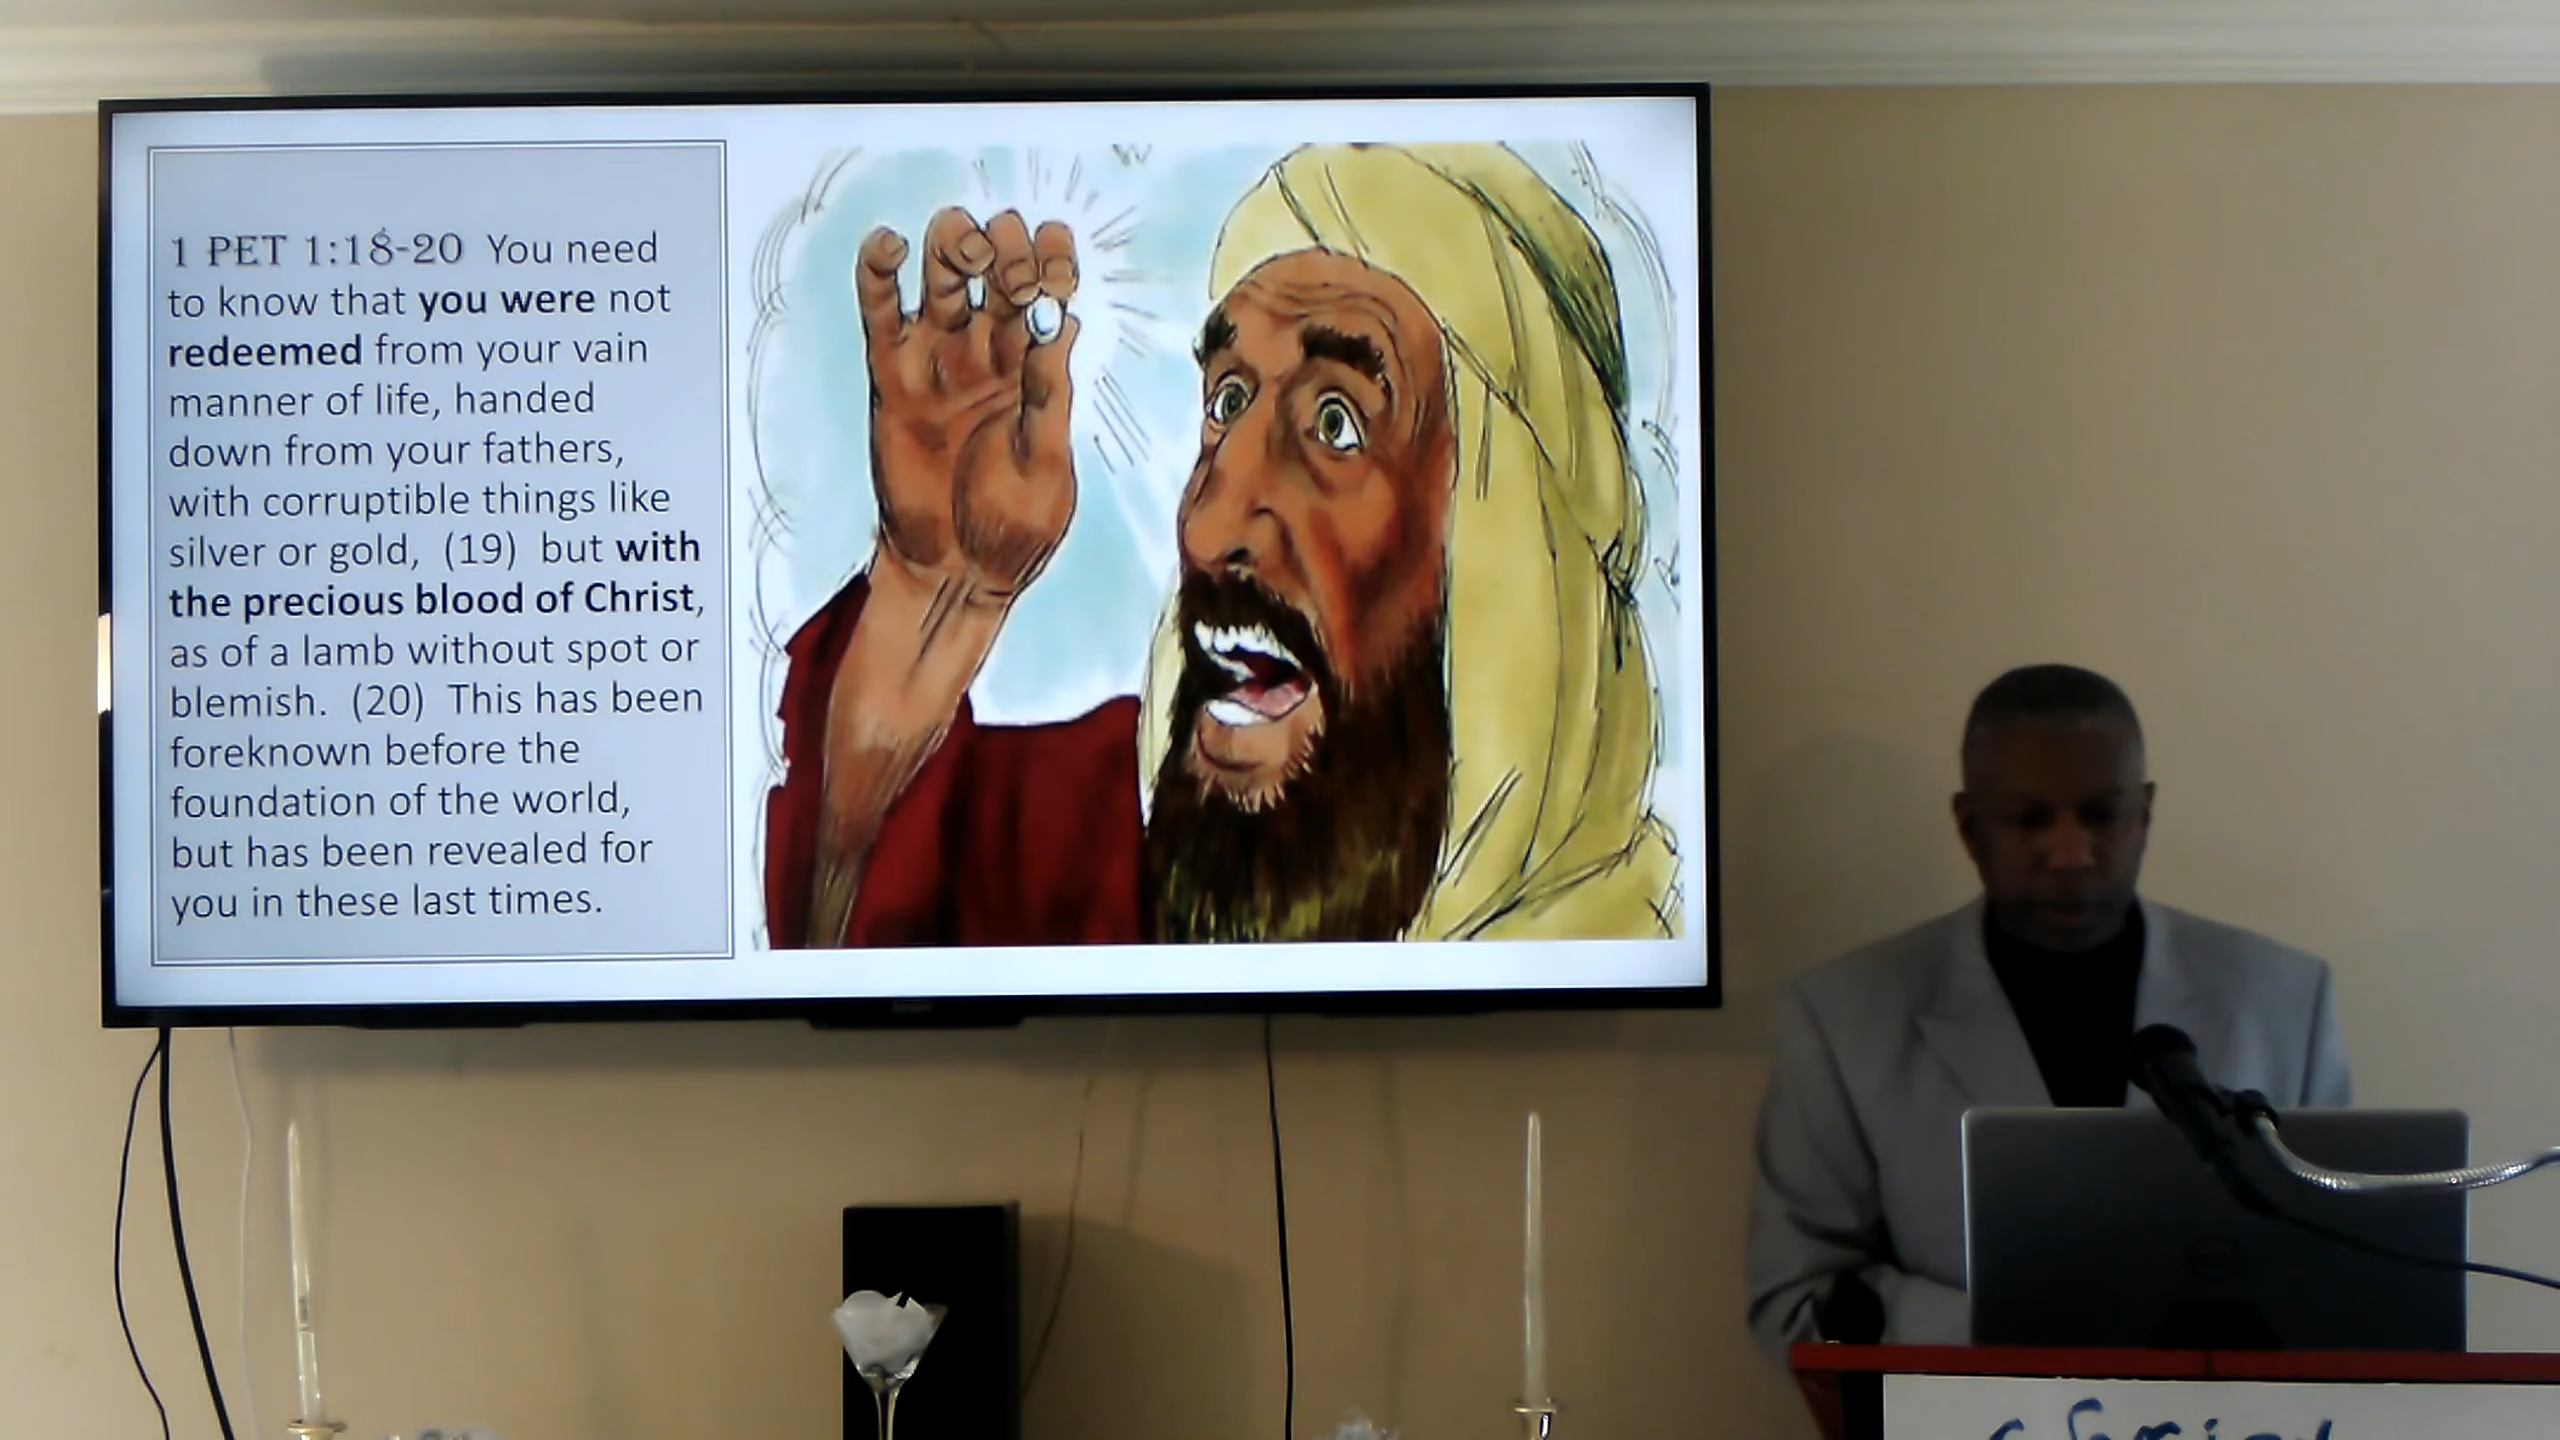 1 PET 1:18-20 You need
to know that you were not
redeemed from your vain
manner of life, handed
down from your fathers,
with corruptible things like
silver or gold, (19) but with
the precious blood of Christ,
as of a lamb without spot or
blemish. (20) This has been
foreknown before the
foundation of the world,
but has been revealed for
you in these last times.